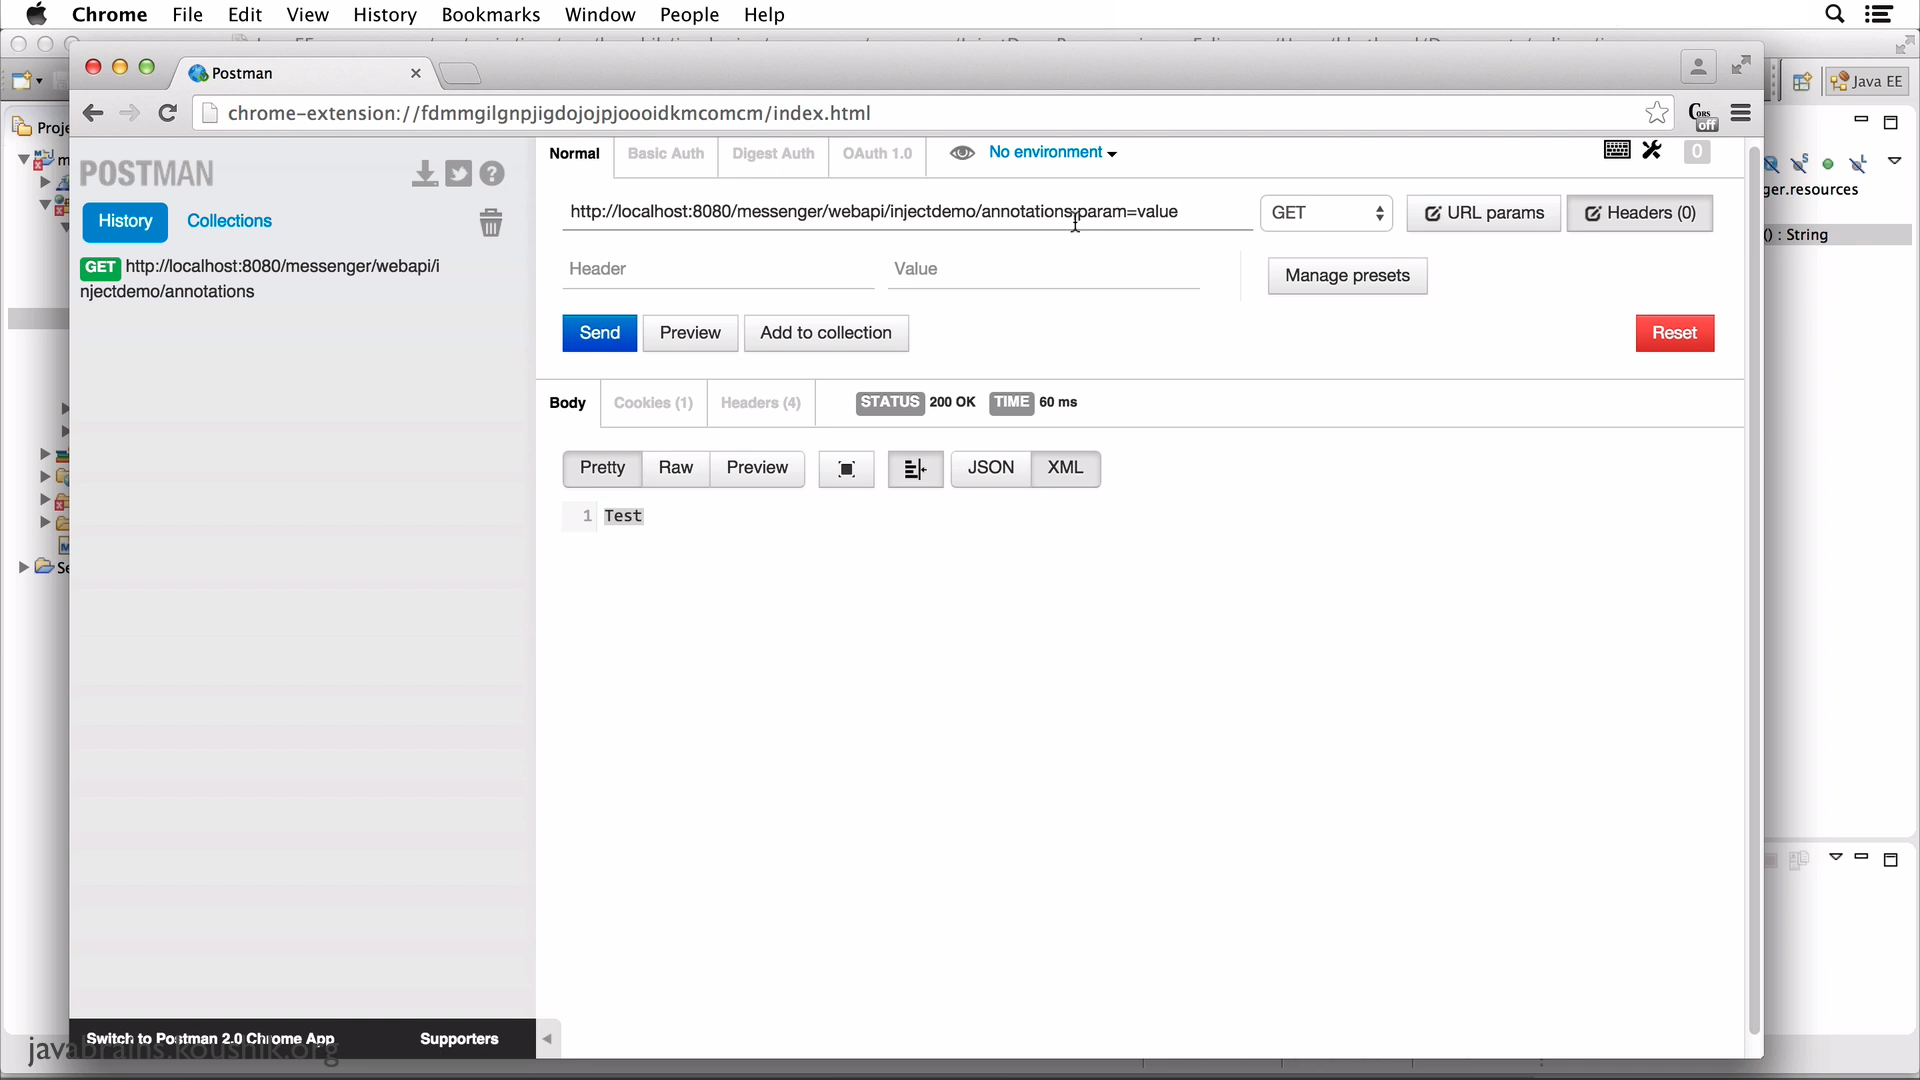 Chrome File Edit View History Bookmarks Window People Help
Postman
Java EE
chrome-extension://fdmmgilgnpjigdojojpjoooidkmcomcm/index.html
CORS
off
POSTMAN
Normal Basic Auth Digest Auth OAuth 1.0 No environment 0
ger.resources
http://localhost:8080/messenger/webapi/injectdemo/annotations;param=value GET URL params Headers (0)
() : String
History Collections
GET http://localhost:8080/messenger/webapi/i
njectdemo/annotations
Header Value Manage presets
Send Preview Add to collection Reset
Body Cookies (1) Headers (4) STATUS 200 OK TIME 60 ms
Pretty Raw Preview JSON XML
1 Test
Switch to Postman 2.0 Chrome App Supporters
javabrains.koushik.org